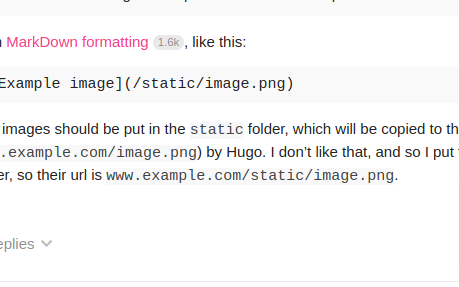 MarkDown formatting 1.6k, like this:
Example image](/static/image.png)
images should be put in the static folder, which will be copied to th
.example.com/image.png) by Hugo. I don't like that, and so I put
er, so their url is www.example.com/static/image.png.
eplies